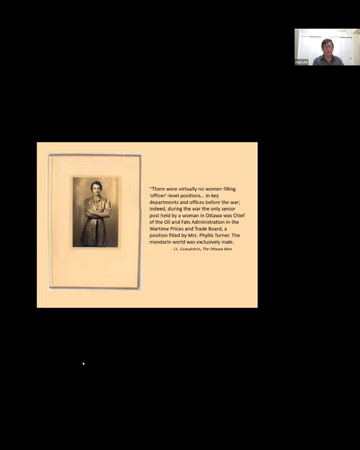 "There were virtually no women filling
'officer'-level positions... in key
departments and offices before the war;
indeed, during the war the only senior
post held by a woman in Ottawa was Chief
of the Oil and Fats Administration in the
Wartime Prices and Trade Board, a
position filled by Mrs. Phyllis Turner. The
mandarin world was exclusively male.
- J.L. Granatstein, The Ottawa Men